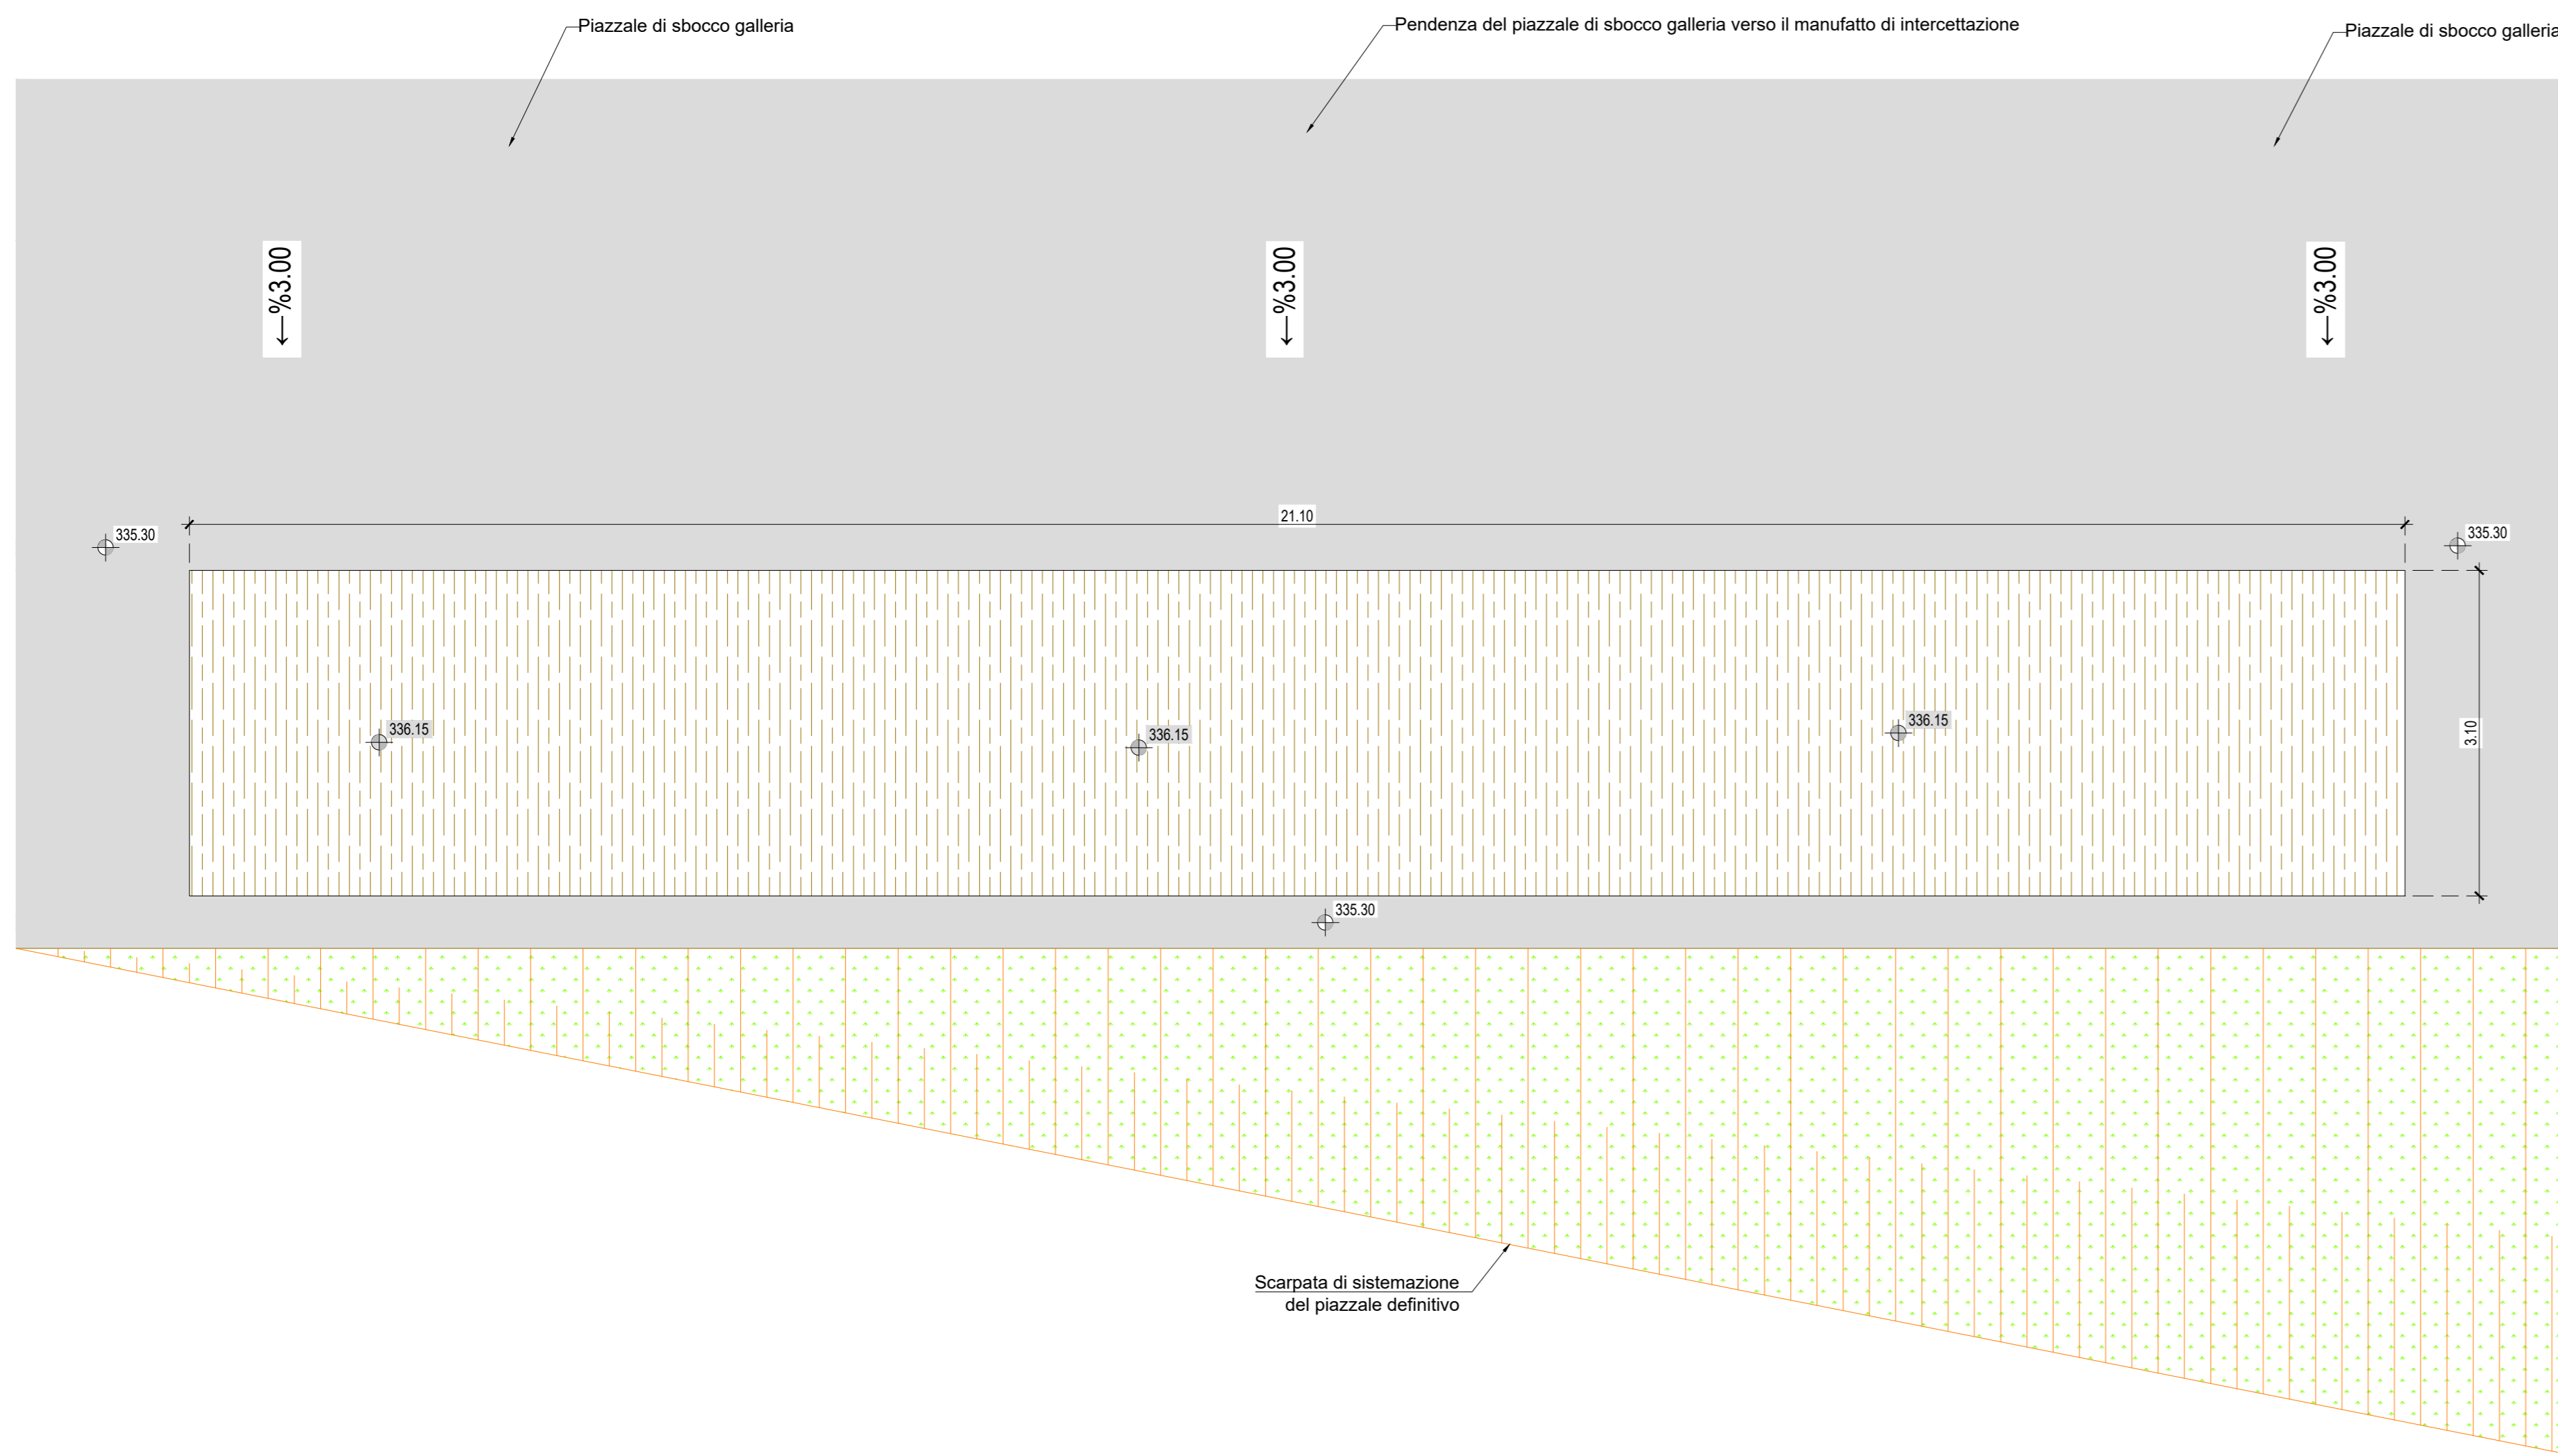 Piazzale di sbocco galleria
Pendenza del piazzale di sbocco galleria verso il manufatto di intercettazione
Piazzale di sbocco galleria
%3.00
%3.00
%3.00
21.10
335.30
335.30
336.15
336.15
336.15
3.10
335.30
Scarpata di sistemazione
del piazzale definitivo